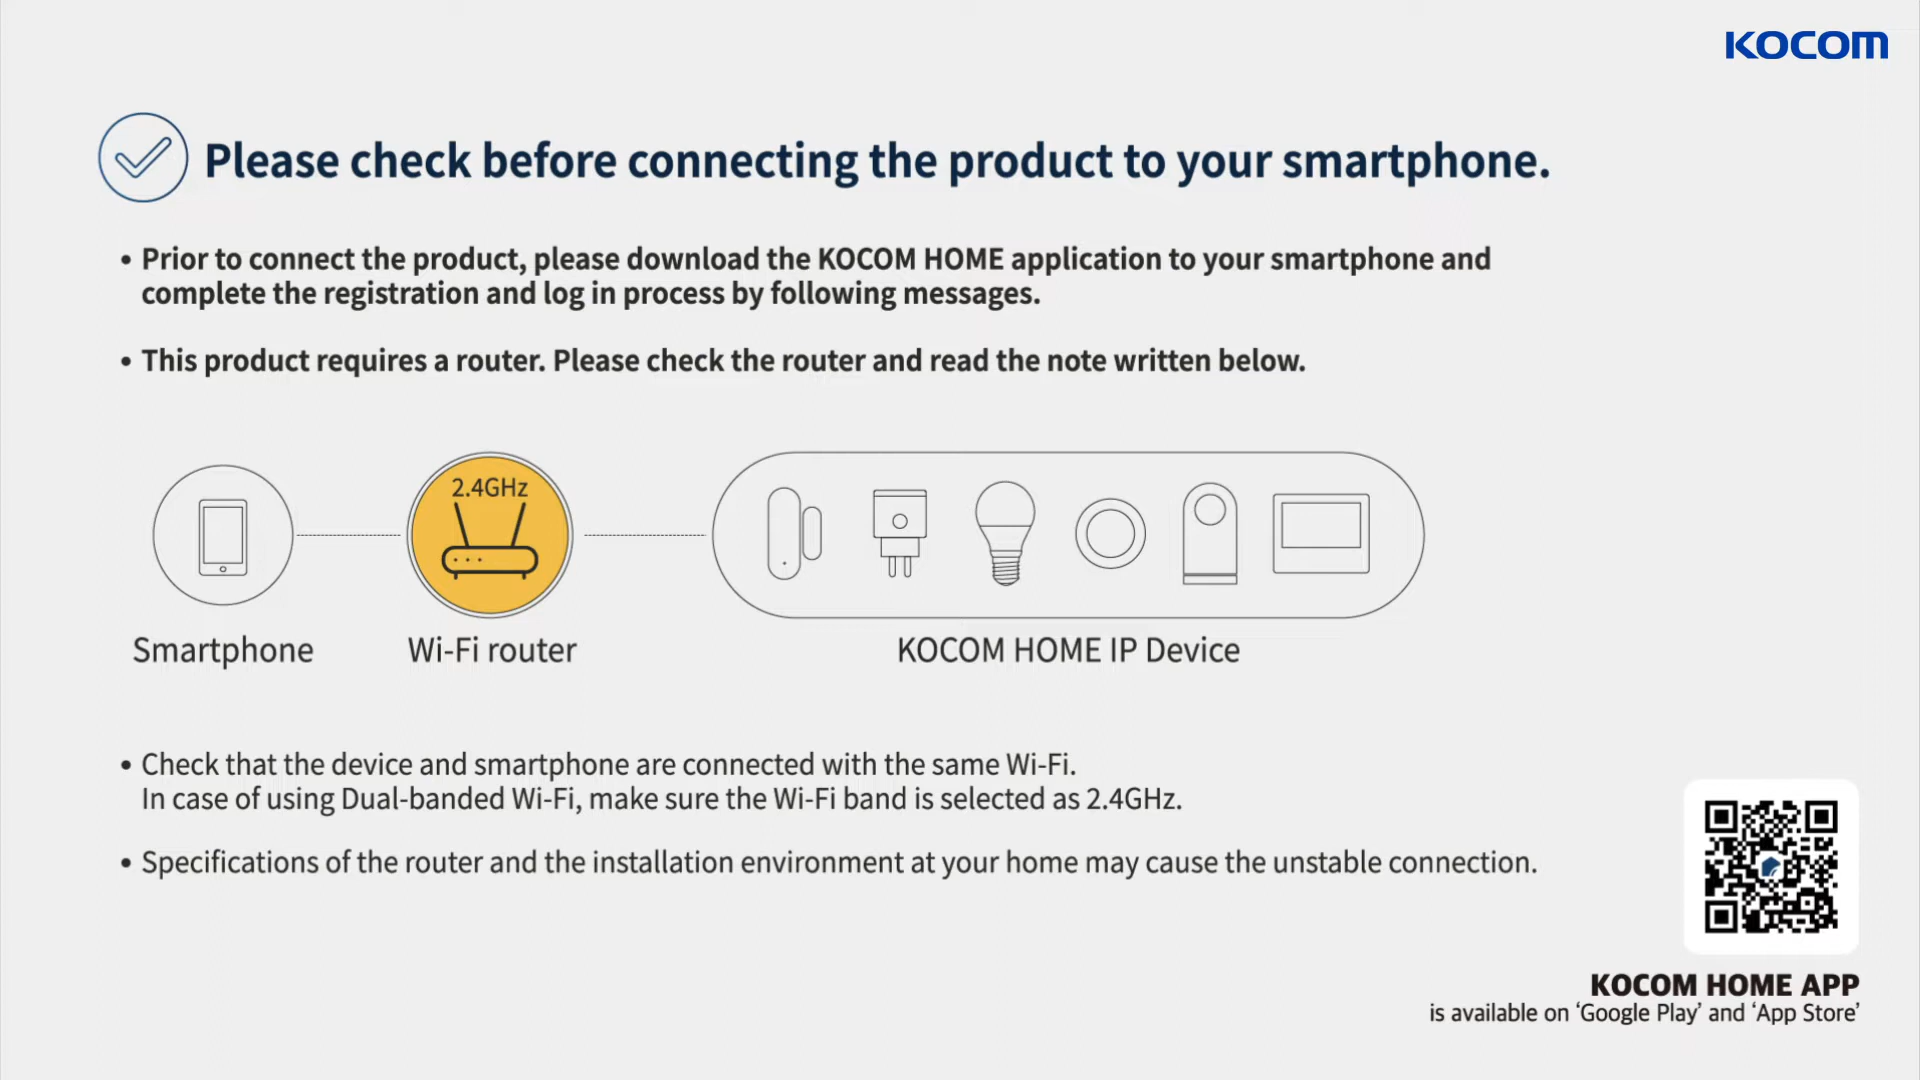 KOCOM
Please check before connecting the product to your smartphone.
• Prior to connect the product, please download the KOCOM HOME application to your smartphone and
complete the registration and log in process by following messages.
• This product requires a router. Please check the router and read the note written below.
2.4GHz
Smartphone
Wi-Fi router
KOCOM HOME IP Device
• Check that the device and smartphone are connected with the same Wi-Fi.
In case of using Dual-banded Wi-Fi, make sure the Wi-Fi band is selected as 2.4GHz.
• Specifications of the router and the installation environment at your home may cause the unstable connection.
KOCOM HOME APP
is available on ‘Google Play’ and ‘App Store’